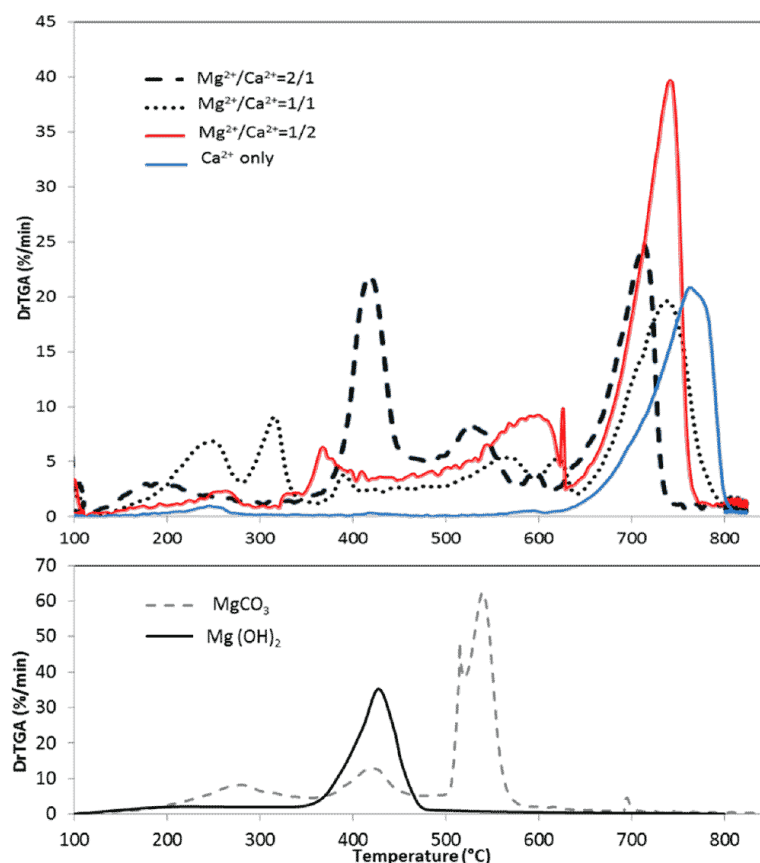 45
40
35
30
25
20
15
10
5
0
DrTGA (%/min)
Mg²⁺/Ca²⁺=2/1
Mg²⁺/Ca²⁺=1/1
Mg²⁺/Ca²⁺=1/2
Ca²⁺ only
100 200 300 400 500 600 700 800
70
60
50
40
30
20
10
0
DrTGA (%/min)
MgCO₃
Mg (OH)₂
100 200 300 400 500 600 700 800
Temperature (°C)